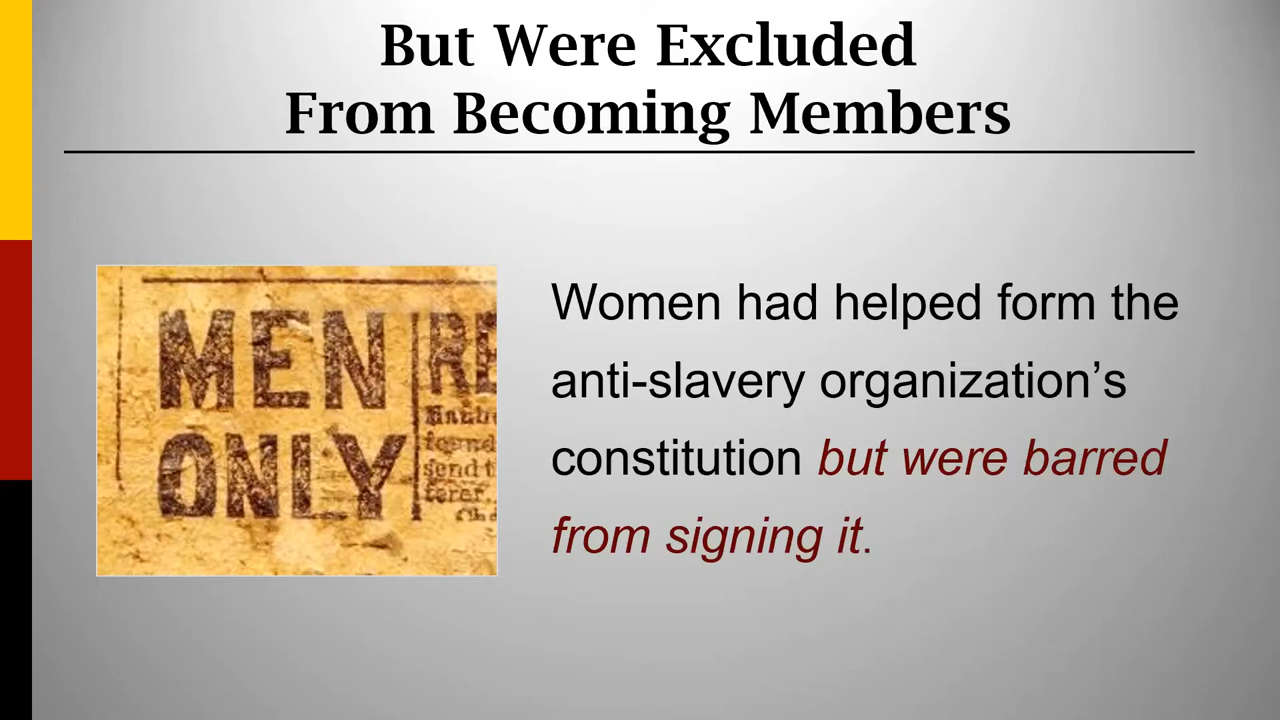 But Were Excluded
From Becoming Members
MEN
ONLY
Women had helped form the
anti-slavery organization’s
constitution but were barred
from signing it.